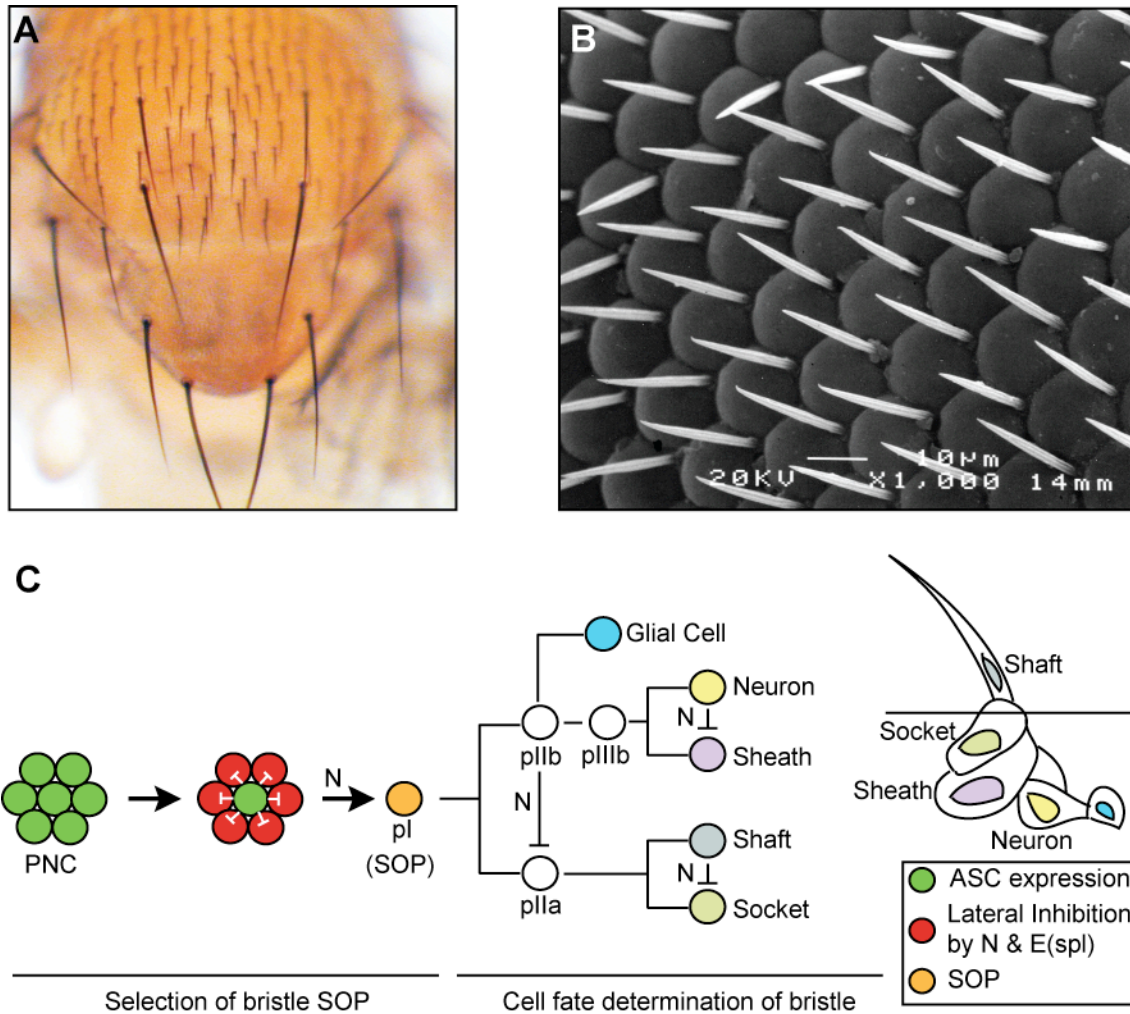 A
B
10µm
20KV X1,000 14mm
C
Glial Cell
Neuron
N
pIIb
pIIIb
Sheath
N
N
PNC
pI
(SOP)
Shaft
N
pIIa
Socket
Shaft
Socket
Sheath
Neuron
ASC expression
Lateral Inhibition
by N & E(spl)
SOP
Selection of bristle SOP
Cell fate determination of bristle